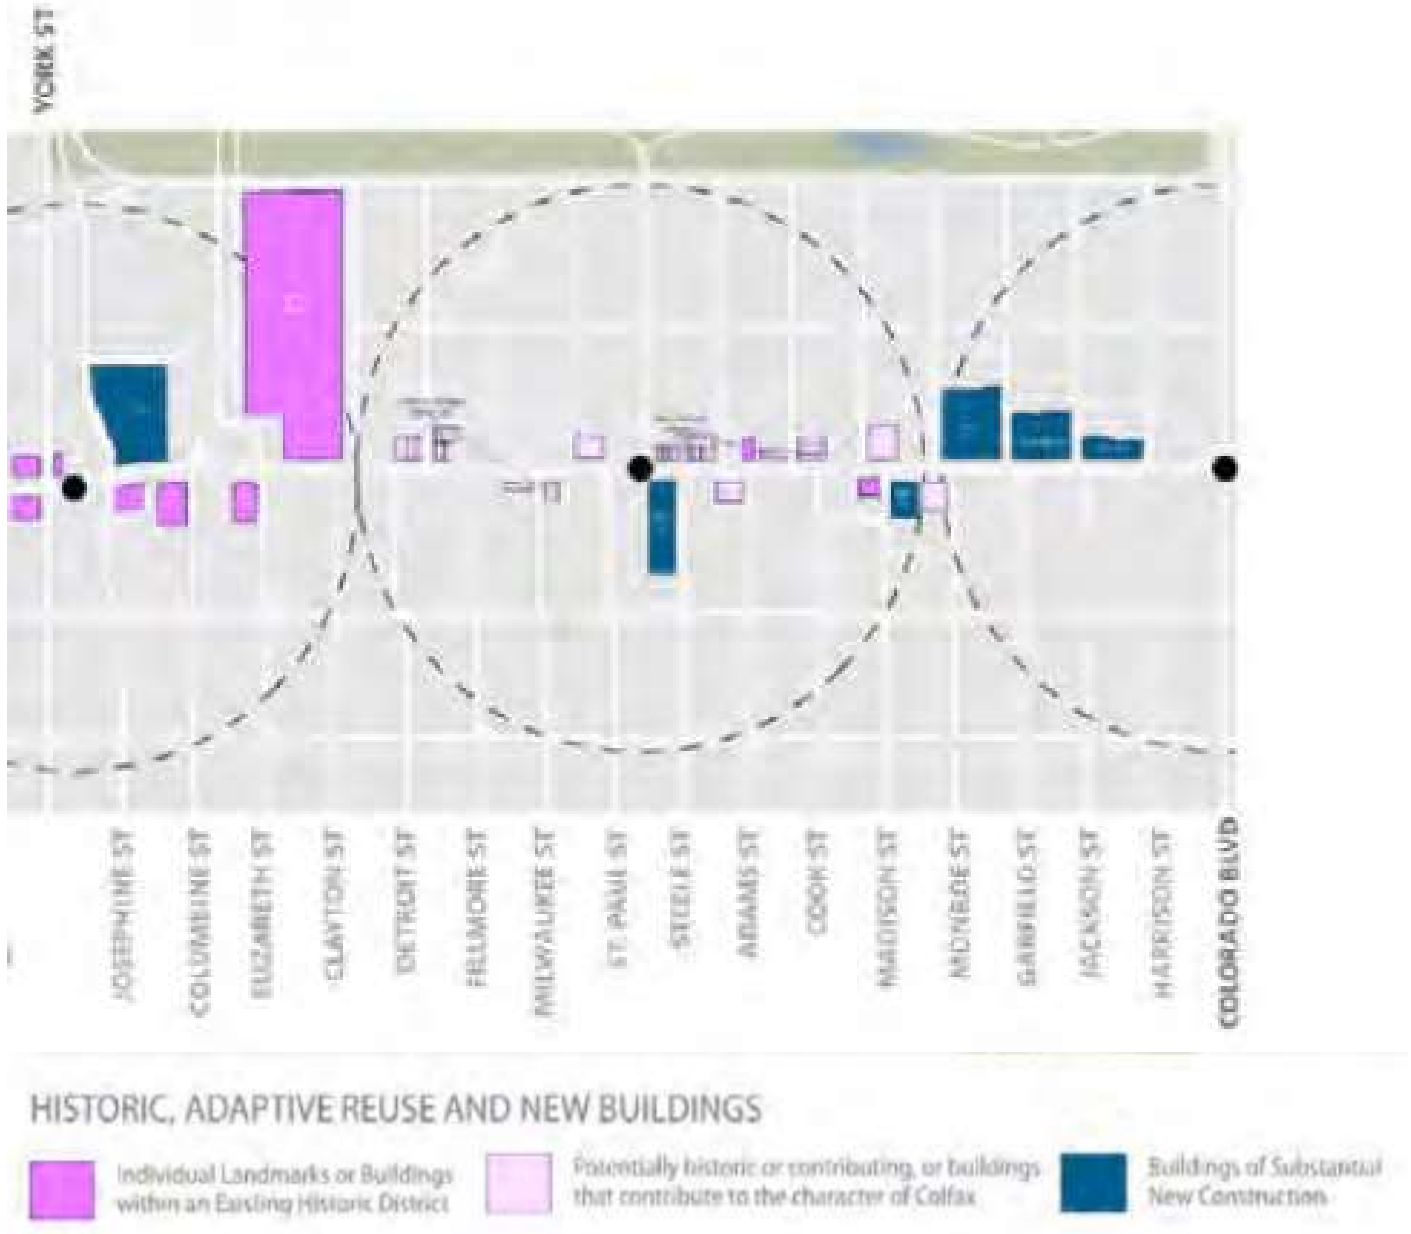 YORK ST
JOSEPHINE ST
COLUMBINE ST
ELIZABETH ST
CLAYTON ST
DETROIT ST
FILLMORE ST
MILWAUKEE ST
ST. PAUL ST
STEELE ST
ADAMS ST
COOK ST
MADISON ST
MONROE ST
GARFIELD ST
JACKSON ST
HARRISON ST
COLORADO BLVD
HISTORIC, ADAPTIVE REUSE AND NEW BUILDINGS
Individual Landmarks or Buildings
within an Existing Historic District
Potentially historic or contributing, or buildings
that contribute to the character of Colfax
Buildings of Substantial
New Construction